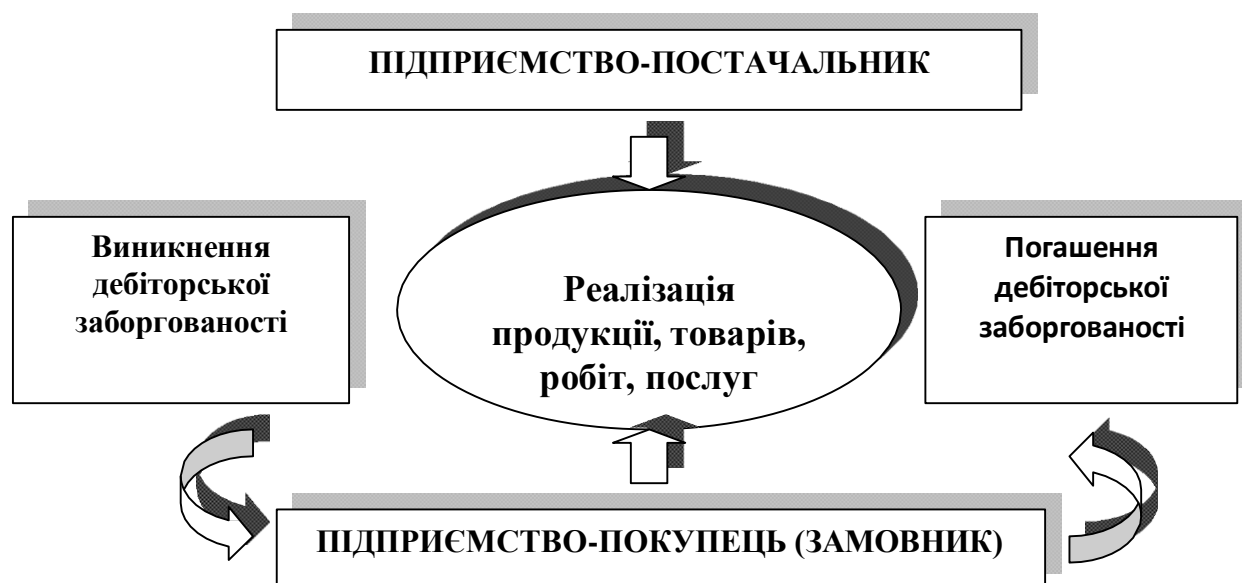 ПІДПРИЄМСТВО-ПОСТАЧАЛЬНИК
Виникнення
дебіторської
заборгованості
Реалізація
продукції, товарів,
робіт, послуг
Погашення
дебіторської
заборгованості
ПІДПРИЄМСТВО-ПОКУПЕЦЬ (ЗАМОВНИК)